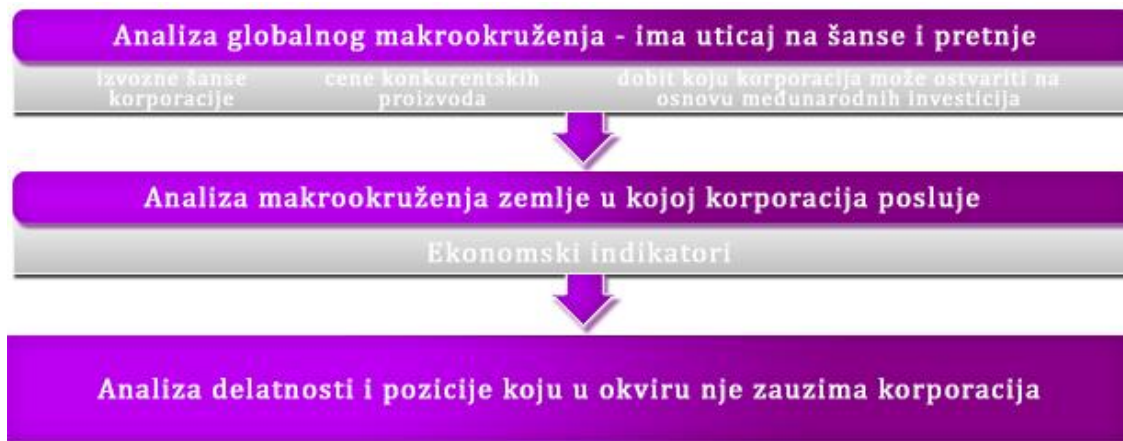 Analiza globalnog makrookruženja - ima uticaj na šanse i pretnje
izvozne šanse
korporacije
cene konkurentskih
proizvoda
dobit koju korporacija može ostvariti na
osnovu međunarodnih investicija
Analiza makrookruženja zemlje u kojoj korporacija posluje
Ekonomski indikatori
Analiza delatnosti i pozicije koju u okviru nje zauzima korporacija